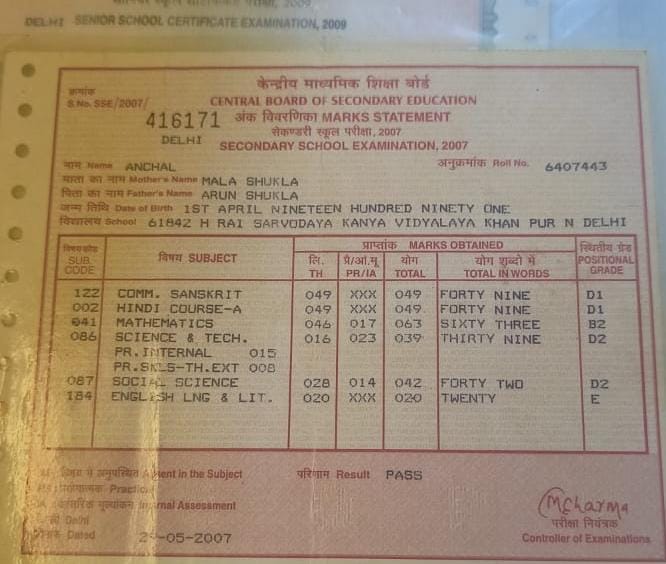 DELHI SENIOR SCHOOL CERTIFICATE EXAMINATION, 2009
केन्द्रीय माध्यमिक शिक्षा बोर्ड
क्रमांक
S.No. SSE/2007/
CENTRAL BOARD OF SECONDARY EDUCATION
416171 अंक विवरणिका MARKS STATEMENT
DELHI सेकण्डरी स्कूल परीक्षा, 2007
SECONDARY SCHOOL EXAMINATION, 2007
नाम Name ANCHAL अनुक्रमांक Roll No. 6407443
माता का नाम Mother's Name MALA SHUKLA
पिता का नाम Father's Name ARUN SHUKLA
जन्म तिथि Date of Birth 1ST APRIL NINETEEN HUNDRED NINETY ONE
विद्यालय School 61842 H RAI SARVODAYA KANYA VIDYALAYA KHAN PUR N DELHI
विषय कोड SUB. CODE विषय SUBJECT प्राप्तांक MARKS OBTAINED स्थितीय ग्रेड POSITIONAL GRADE
लि. TH प्रै/आं.मू PR/IA योग TOTAL योग शब्दो में TOTAL IN WORDS
122 COMM. SANSKRIT 049 XXX 049 FORTY NINE D1
002 HINDI COURSE-A 049 XXX 049 FORTY NINE D1
041 MATHEMATICS 046 017 063 SIXTY THREE B2
086 SCIENCE & TECH. 016 023 039 THIRTY NINE D2
PR.INTERNAL 015
PR.SKLS-TH.EXT 008
087 SOCIAL SCIENCE 028 014 042 FORTY TWO D2
184 ENGLISH LNG & LIT. 020 XXX 020 TWENTY E
विषय में अनुपस्थित in the Subject परिणाम Result PASS
मूल्यांकन Internal Assessment
Delhi
परीक्षा नियंत्रक
Dated 29-05-2007 Controller of Examinations